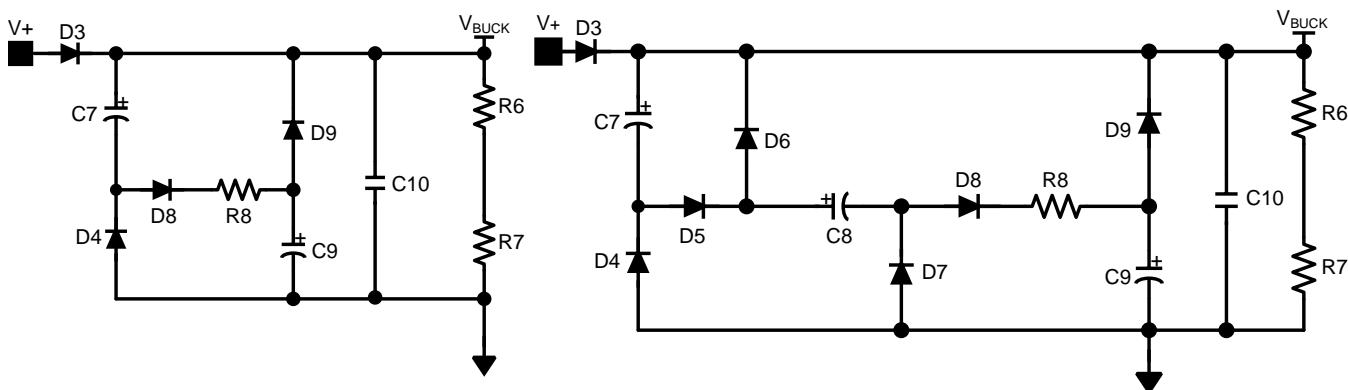 V+
D3
VBUCK
C7
+
D9
R6
D8
R8
C10
D4
+
C9
R7
V+
D3
VBUCK
C7
+
D6
D9
R6
D5
+
C8
D8
R8
C10
D4
D7
C9
+
R7